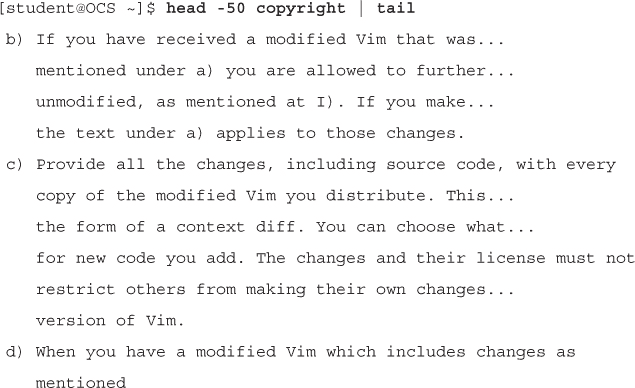 [student@OCS ~]$ head -50 copyright | tail
b) If you have received a modified Vim that was...
mentioned under a) you are allowed to further...
unmodified, as mentioned at I). If you make...
the text under a) applies to those changes.
c) Provide all the changes, including source code, with every
copy of the modified Vim you distribute. This...
the form of a context diff. You can choose what...
for new code you add. The changes and their license must not
restrict others from making their own changes...
version of Vim.
d) When you have a modified Vim which includes changes as
mentioned